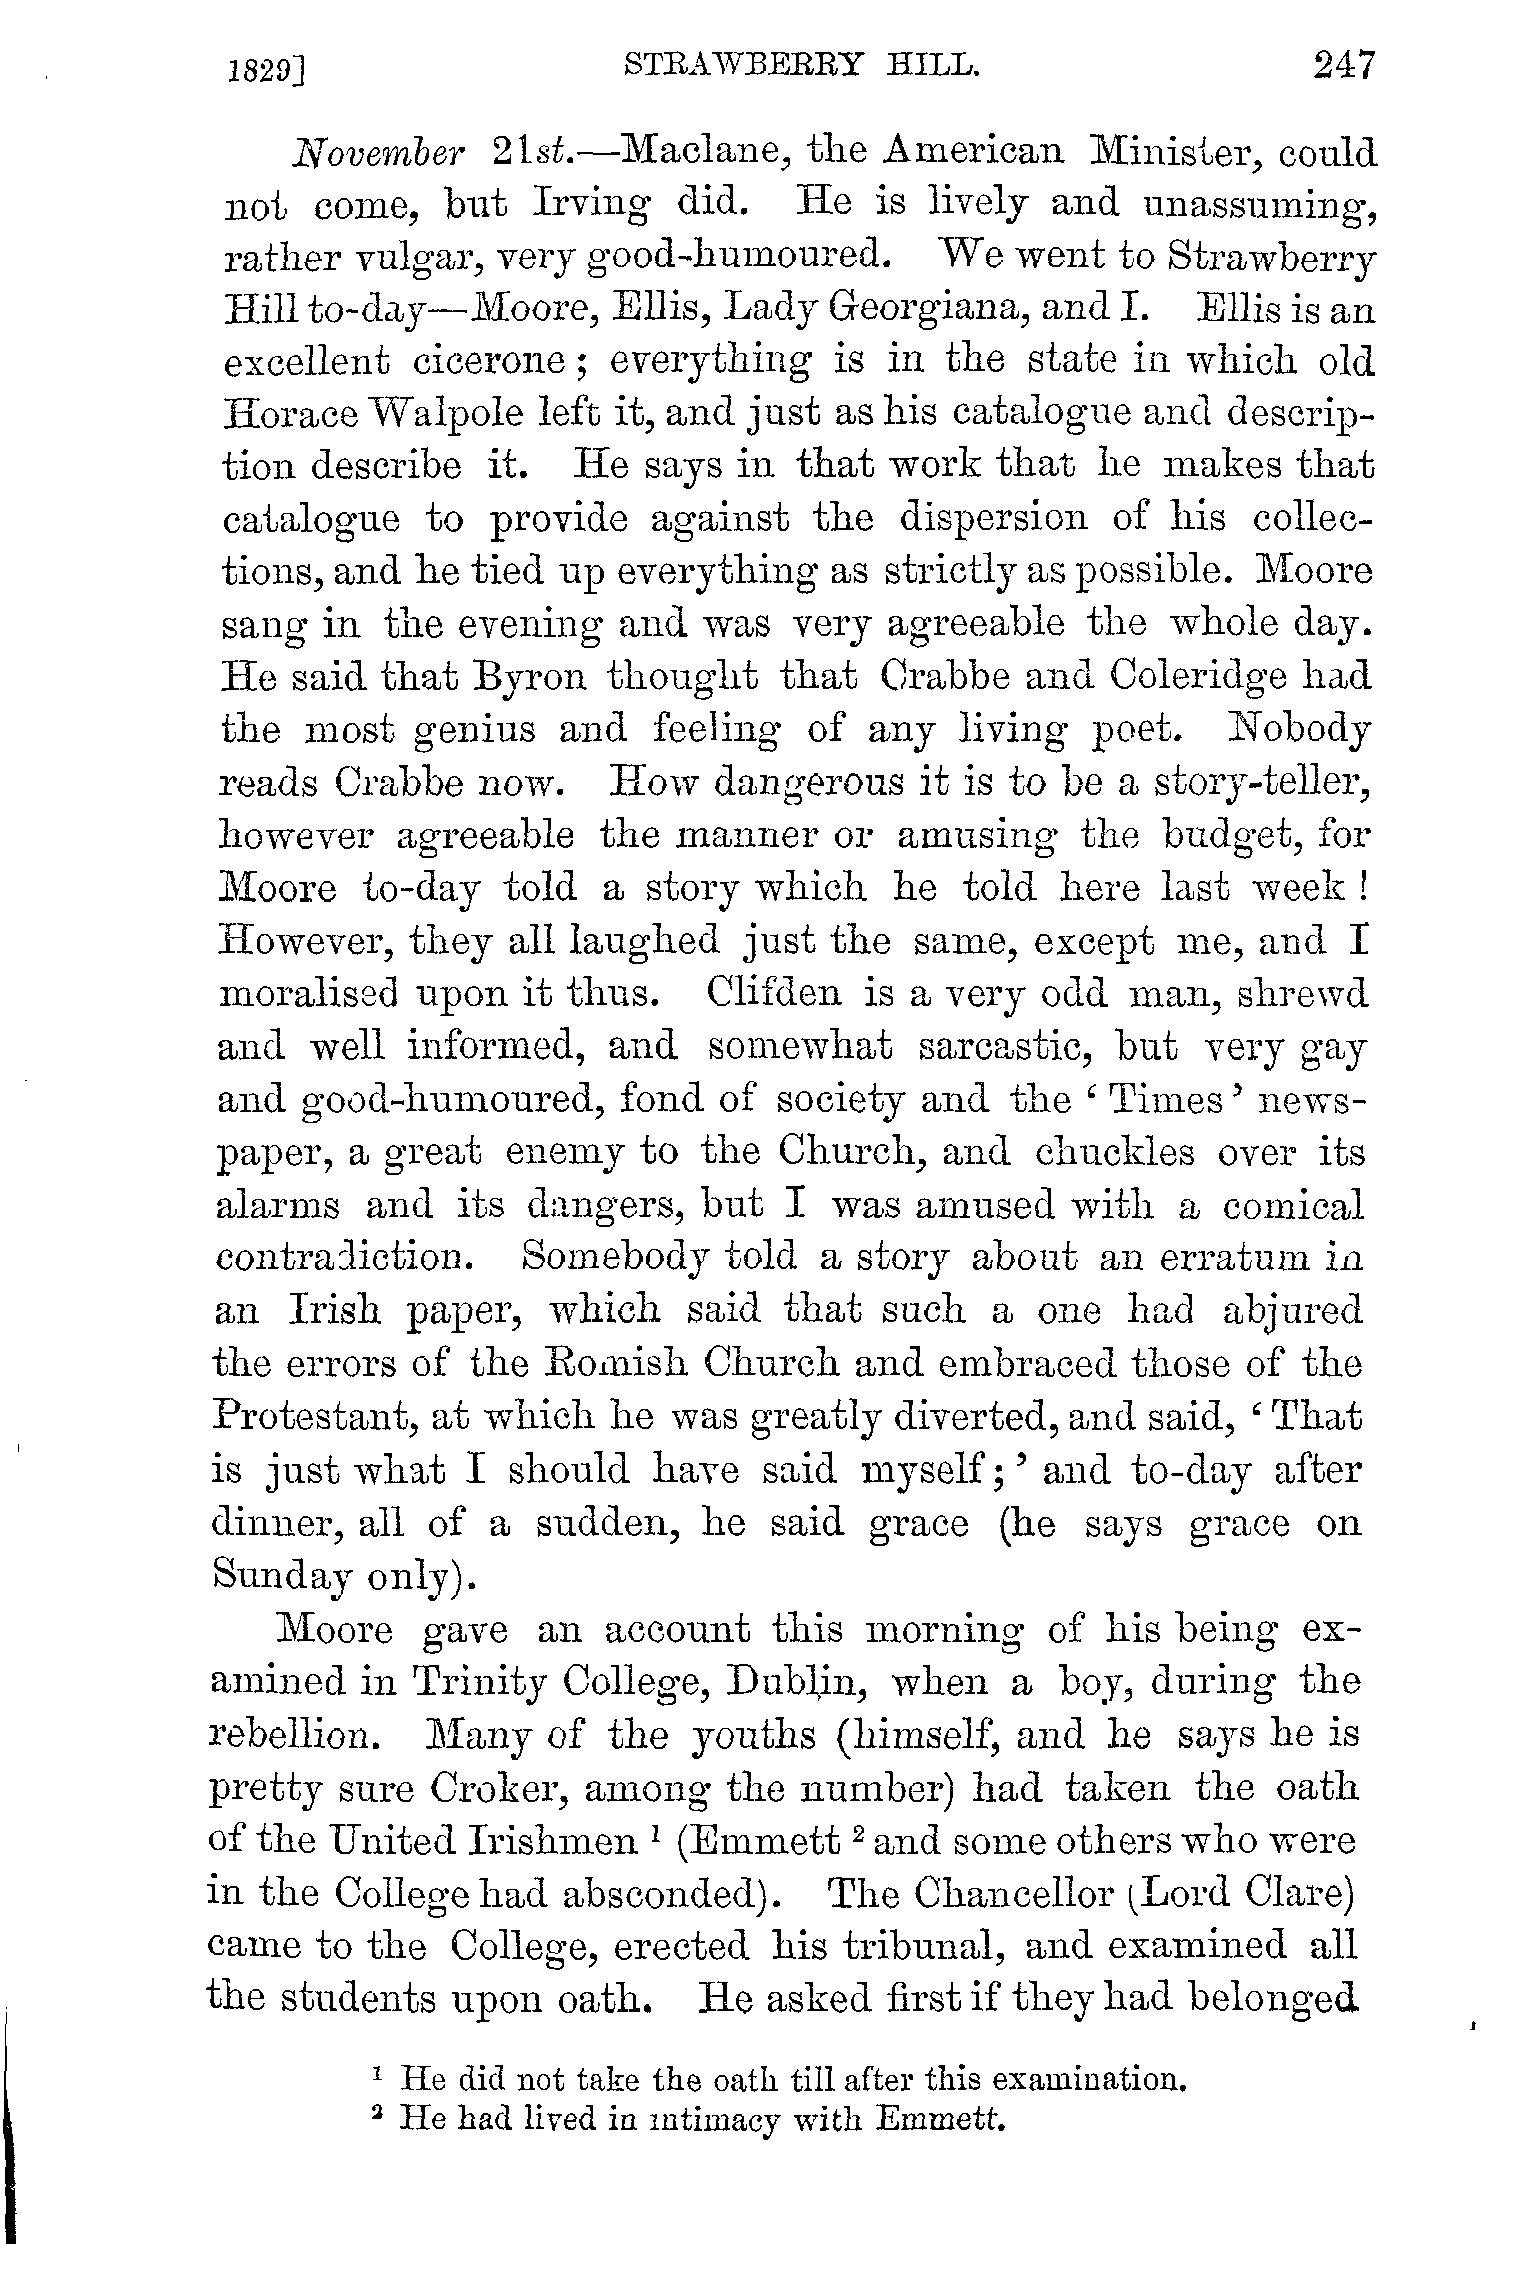 1829] STRAWBERRY HILL. 247
November 21st.—Maclane, the American Minister, could
not come, but Irving did. He is lively and unassuming,
rather vulgar, very good-humoured. We went to Strawberry
Hill to-day—Moore, Ellis, Lady Georgiana, and I. Ellis is an
excellent cicerone; everything is in the state in which old
Horace Walpole left it, and just as his catalogue and descrip-
tion describe it. He says in that work that he makes that
catalogue to provide against the dispersion of his collec-
tions, and he tied up everything as strictly as possible. Moore
sang in the evening and was very agreeable the whole day.
He said that Byron thought that Crabbe and Coleridge had
the most genius and feeling of any living poet. Nobody
reads Crabbe now. How dangerous it is to be a story-teller,
however agreeable the manner or amusing the budget, for
Moore to-day told a story which he told here last week!
However, they all laughed just the same, except me, and I
moralised upon it thus. Clifden is a very odd man, shrewd
and well informed, and somewhat sarcastic, but very gay
and good-humoured, fond of society and the ‘Times’ news-
paper, a great enemy to the Church, and chuckles over its
alarms and its dangers, but I was amused with a comical
contradiction. Somebody told a story about an erratum in
an Irish paper, which said that such a one had abjured
the errors of the Romish Church and embraced those of the
Protestant, at which he was greatly diverted, and said, ‘That
is just what I should have said myself;’ and to-day after
dinner, all of a sudden, he said grace (he says grace on
Sunday only).
Moore gave an account this morning of his being ex-
amined in Trinity College, Dublin, when a boy, during the
rebellion. Many of the youths (himself, and he says he is
pretty sure Croker, among the number) had taken the oath
of the United Irishmen ¹ (Emmett ² and some others who were
in the College had absconded). The Chancellor (Lord Clare)
came to the College, erected his tribunal, and examined all
the students upon oath. He asked first if they had belonged
¹ He did not take the oath till after this examination.
² He had lived in intimacy with Emmett.